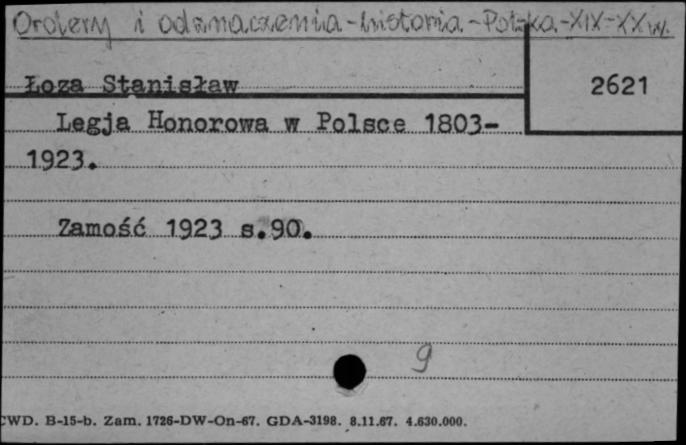 Ordery i odznaczenia-historia-Polska-XIX-XX w.
Łoza Stanisław
2621
Legja Honorowa w Polsce 1803-
1923.
Zamość 1923 s.90.
9
CWD. B-15-b. Zam. 1726-DW-On-67. GDA-3198. 8.11.67. 4.630.000.